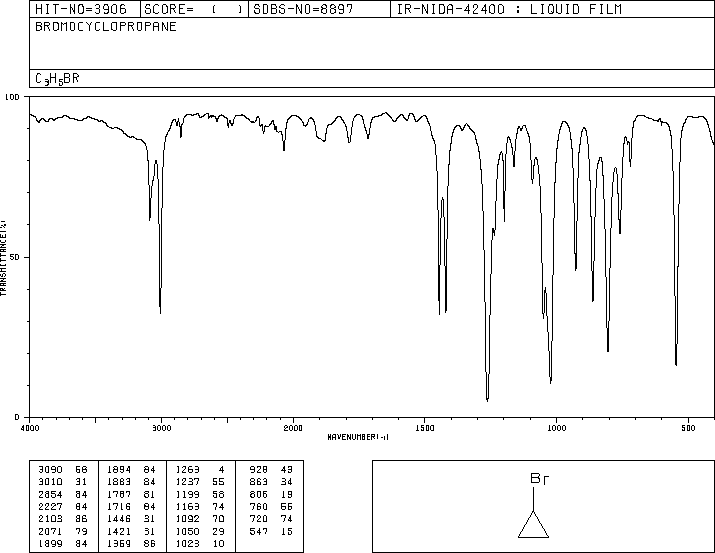 HIT-NO=3906 SCORE= ( ) SDBS-NO=8897 IR-NIDA-42400 : LIQUID FILM
BROMOCYCLOPROPANE
C3H5BR
100
50
0
TRANSMITTANCE(%)
4000 3000 2000 1500 1000 500
WAVENUMBER(-1)
3090 58 1894 84 1263 4 928 43
3010 31 1883 84 1237 55 863 34
2854 84 1787 81 1199 58 806 19
2227 84 1716 84 1163 74 760 55
2103 86 1446 31 1092 70 720 74
2071 79 1421 31 1050 29 547 15
1899 84 1369 86 1023 10
Br